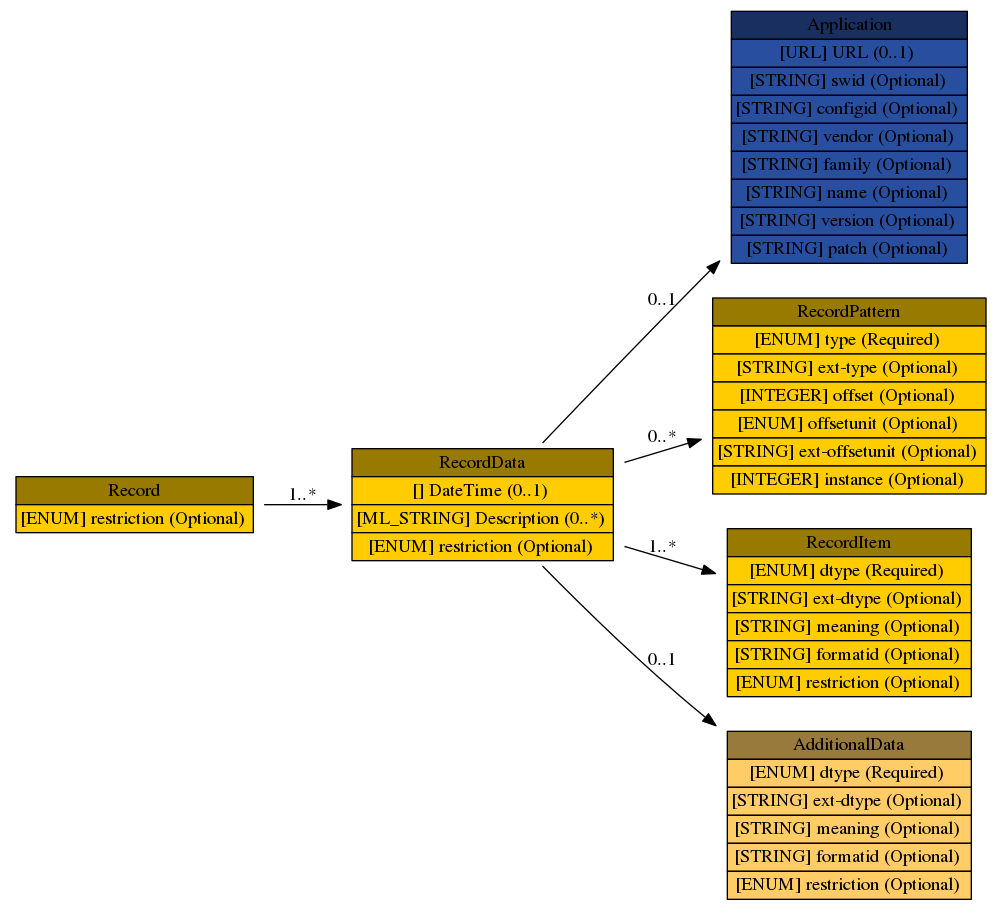 Application
[URL] URL (0..1)
[STRING] swid (Optional)
[STRING] configid (Optional)
[STRING] vendor (Optional)
[STRING] family (Optional)
[STRING] name (Optional)
[STRING] version (Optional)
[STRING] patch (Optional)
0..1
RecordPattern
[ENUM] type (Required)
[STRING] ext-type (Optional)
[INTEGER] offset (Optional)
[ENUM] offsetunit (Optional)
[STRING] ext-offsetunit (Optional)
[INTEGER] instance (Optional)
0..*
Record
[ENUM] restriction (Optional)
1..*
RecordData
[] DateTime (0..1)
[ML_STRING] Description (0..*)
[ENUM] restriction (Optional)
1..*
RecordItem
[ENUM] dtype (Required)
[STRING] ext-dtype (Optional)
[STRING] meaning (Optional)
[STRING] formatid (Optional)
[ENUM] restriction (Optional)
0..1
AdditionalData
[ENUM] dtype (Required)
[STRING] ext-dtype (Optional)
[STRING] meaning (Optional)
[STRING] formatid (Optional)
[ENUM] restriction (Optional)